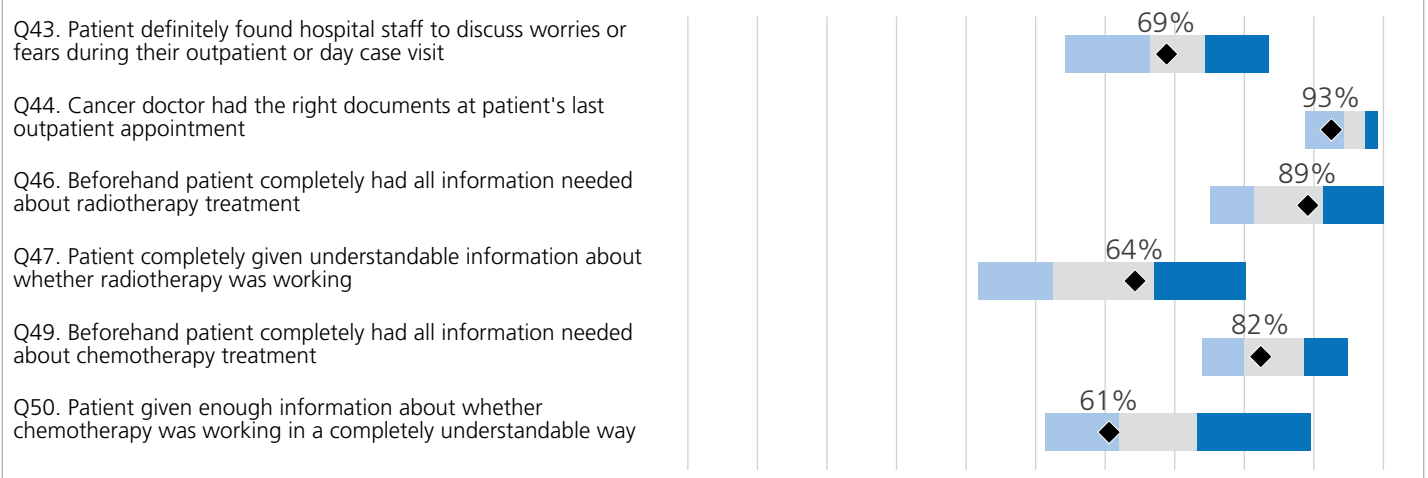 Q43. Patient definitely found hospital staff to discuss worries or
fears during their outpatient or day case visit
69%
Q44. Cancer doctor had the right documents at patient's last
outpatient appointment
93%
Q46. Beforehand patient completely had all information needed
about radiotherapy treatment
89%
Q47. Patient completely given understandable information about
whether radiotherapy was working
64%
Q49. Beforehand patient completely had all information needed
about chemotherapy treatment
82%
Q50. Patient given enough information about whether
chemotherapy was working in a completely understandable way
61%